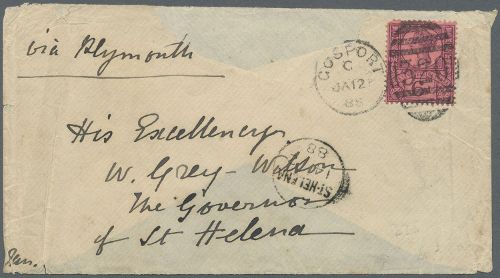 via Plymouth
GOSPORT
C
JA 12
88
His Excellency
W. Grey-Wilson
The Governor
of St Helena
ST. HELENA
88